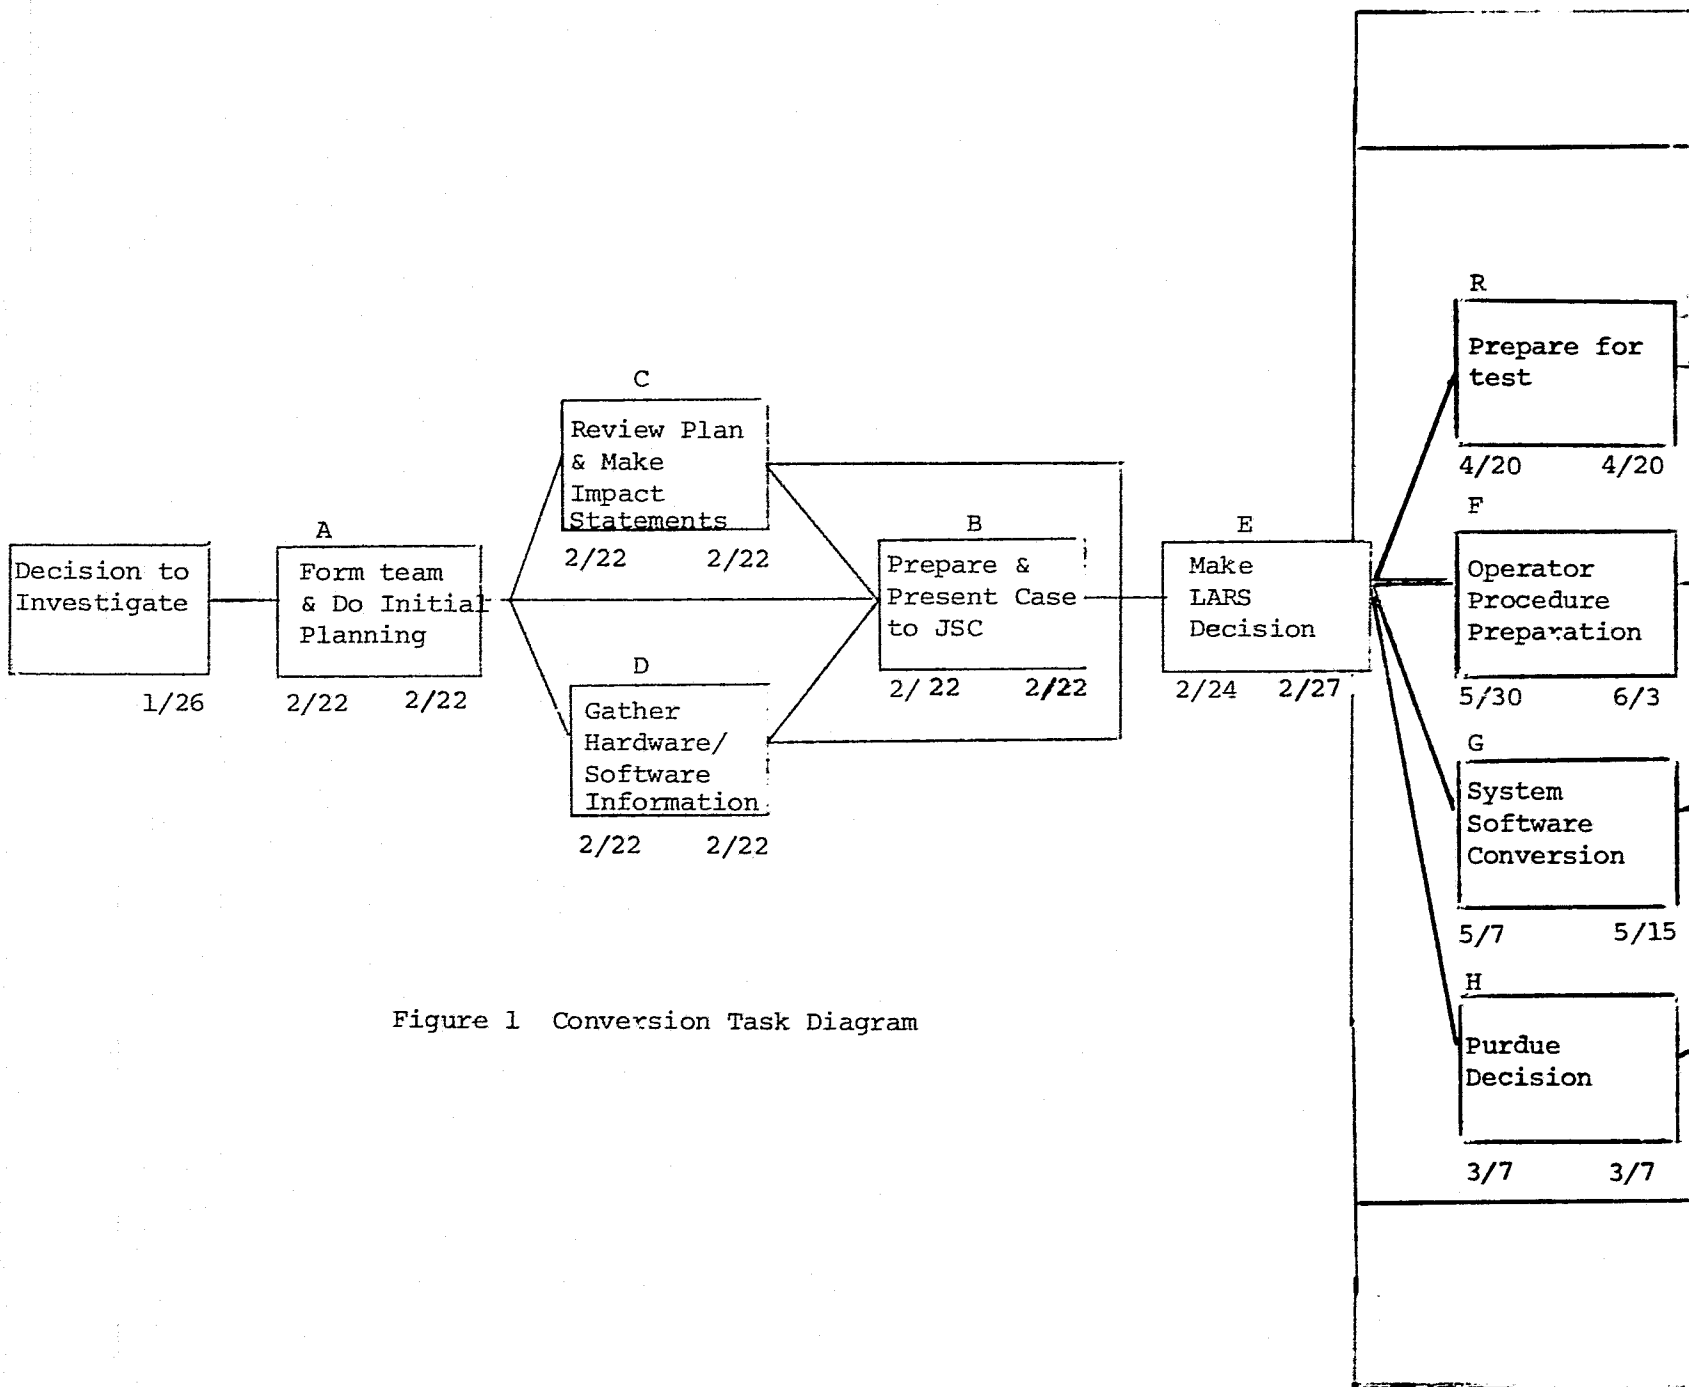 Decision to
Investigate
1/26
A
Form team
& Do Initial
Planning
2/22 2/22
C
Review Plan
& Make
Impact
Statements
2/22 2/22
D
Gather
Hardware/
Software
Information
2/22 2/22
B
Prepare &
Present Case
to JSC
2/22 2/22
E
Make
LARS
Decision
2/24 2/27
R
Prepare for
test
4/20 4/20
F
Operator
Procedure
Preparation
5/30 6/3
G
System
Software
Conversion
5/7 5/15
H
Purdue
Decision
3/7 3/7
Figure 1 Conversion Task Diagram